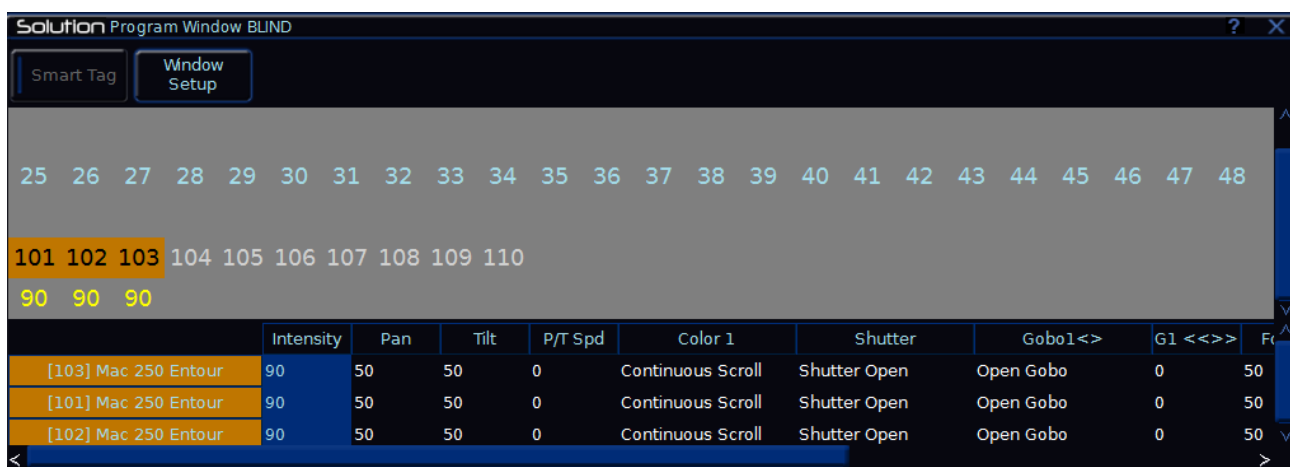 Solution Program Window BLIND ? X
Smart Tag Window Setup
25 26 27 28 29 30 31 32 33 34 35 36 37 38 39 40 41 42 43 44 45 46 47 48
101 102 103 104 105 106 107 108 109 110
90 90 90
Intensity Pan Tilt P/T Spd Color 1 Shutter Gobo1<> G1 <<>>
[103] Mac 250 Entour 90 50 50 0 Continuous Scroll Shutter Open Open Gobo 0 50
[101] Mac 250 Entour 90 50 50 0 Continuous Scroll Shutter Open Open Gobo 0 50
[102] Mac 250 Entour 90 50 50 0 Continuous Scroll Shutter Open Open Gobo 0 50